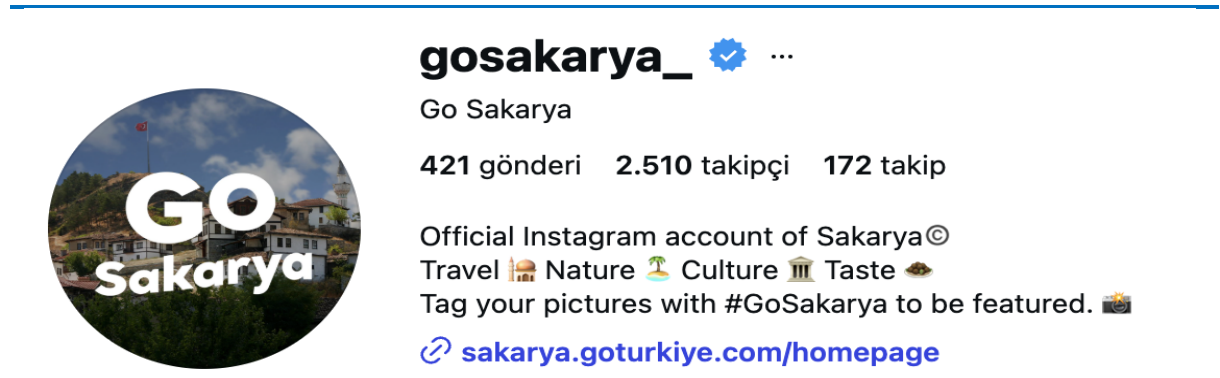 gosakarya_
Go Sakarya
421 gönderi 2.510 takipçi 172 takip
GO
Sakarya
Official Instagram account of Sakarya©
Travel 🕌 Nature 🏝️ Culture 🏛️ Taste 🧆
Tag your pictures with #GoSakarya to be featured. 📸
sakarya.goturkiye.com/homepage